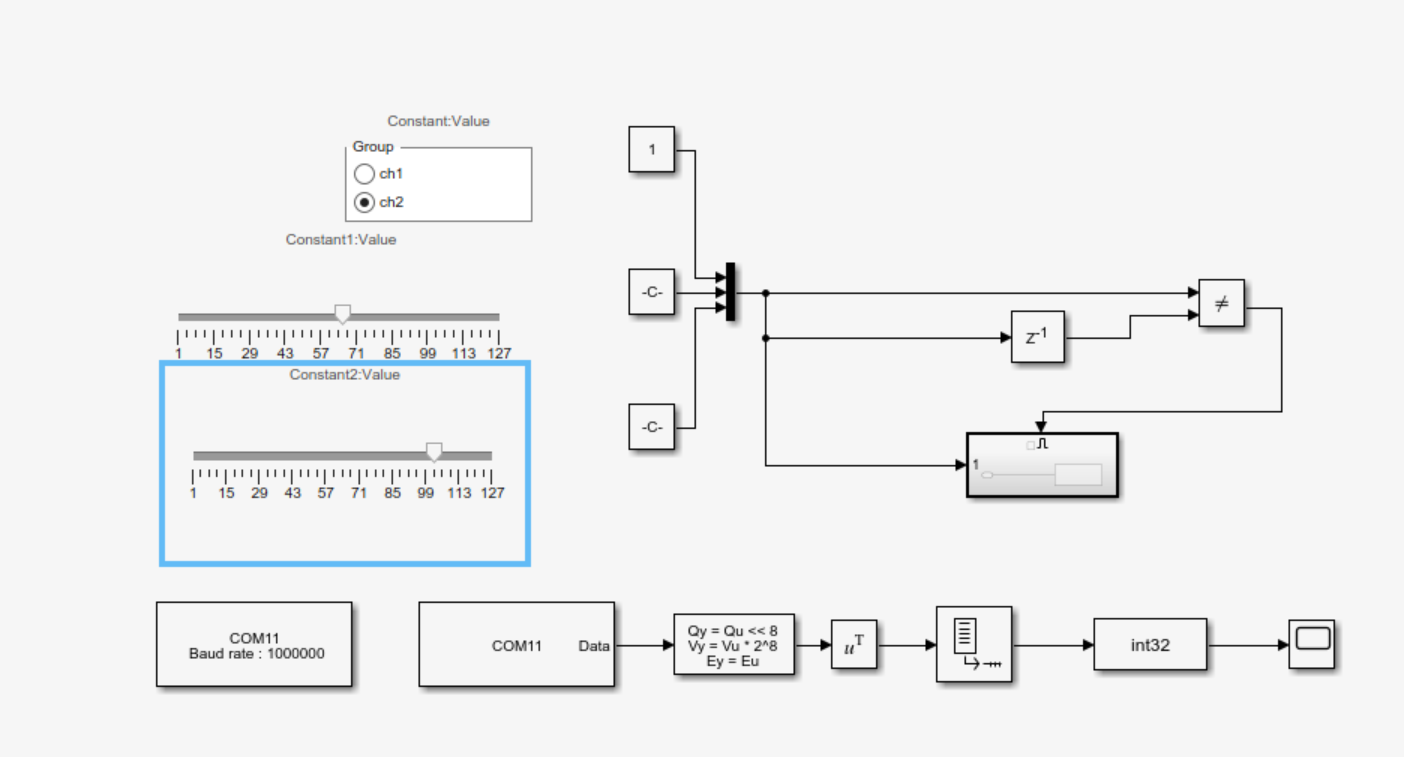 Constant:Value
Group
ch1
ch2
Constant1:Value
1 15 29 43 57 71 85 99 113 127
Constant2:Value
1 15 29 43 57 71 85 99 113 127
1
-C-
-C-
≠
z⁻¹
1
COM11
Baud rate : 1000000
COM11 Data
Qy = Qu << 8
Vy = Vu * 2^8
Ey = Eu
uᵀ
int32